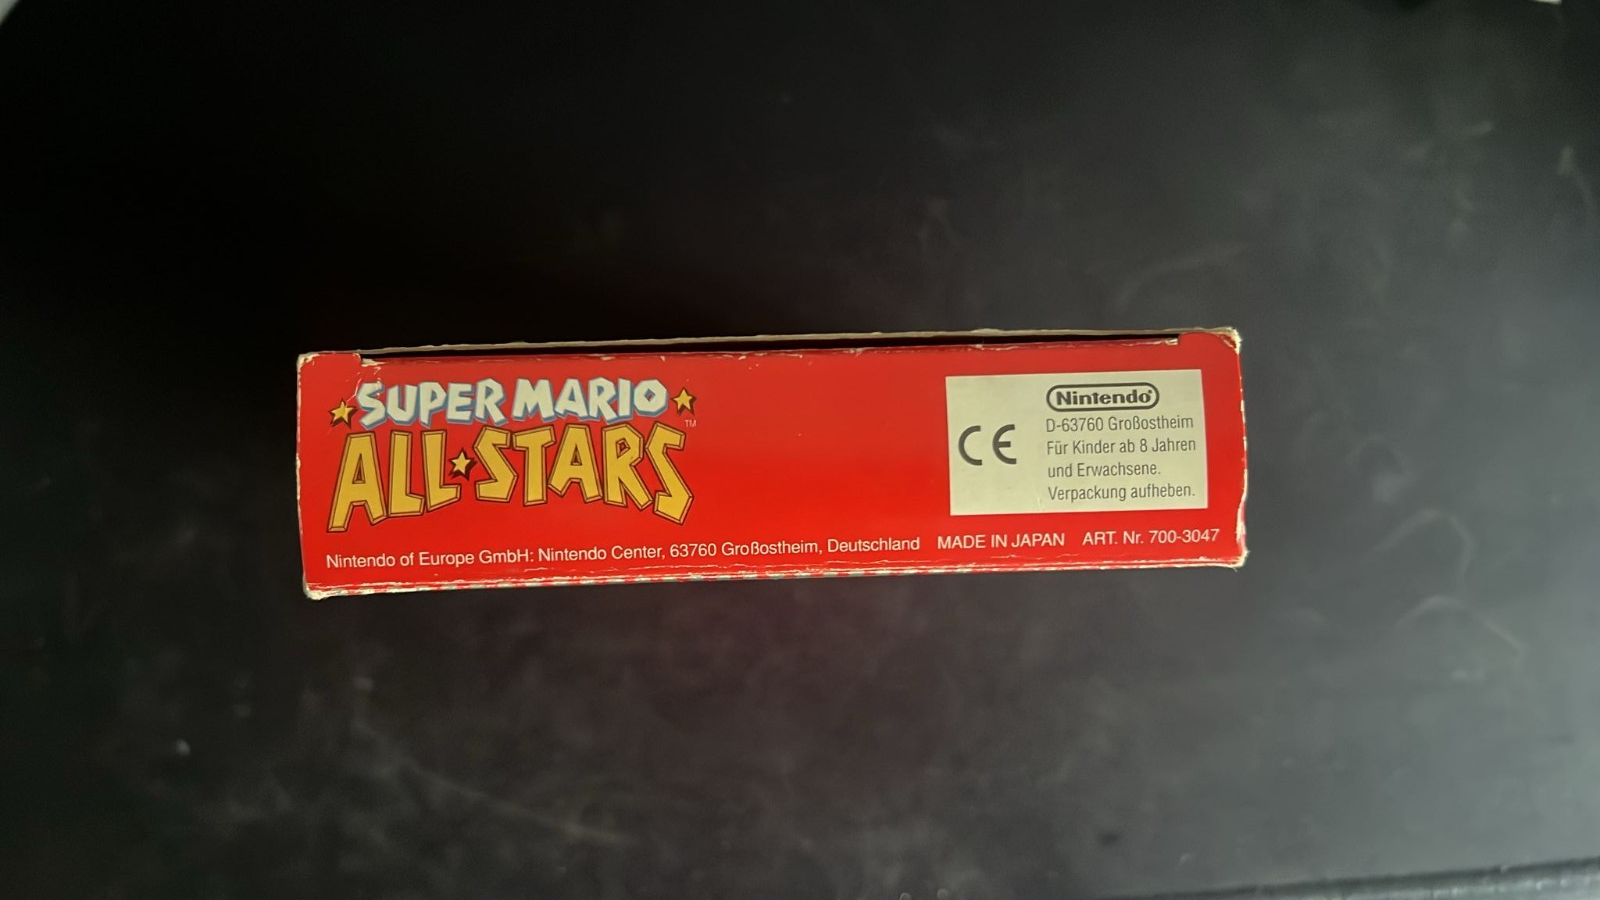 SUPER MARIO
ALL★STARS™
Nintendo®
D-63760 Großostheim
Für Kinder ab 8 Jahren
und Erwachsene.
Verpackung aufheben.
CE
Nintendo of Europe GmbH: Nintendo Center, 63760 Großostheim, Deutschland MADE IN JAPAN ART. Nr. 700-3047